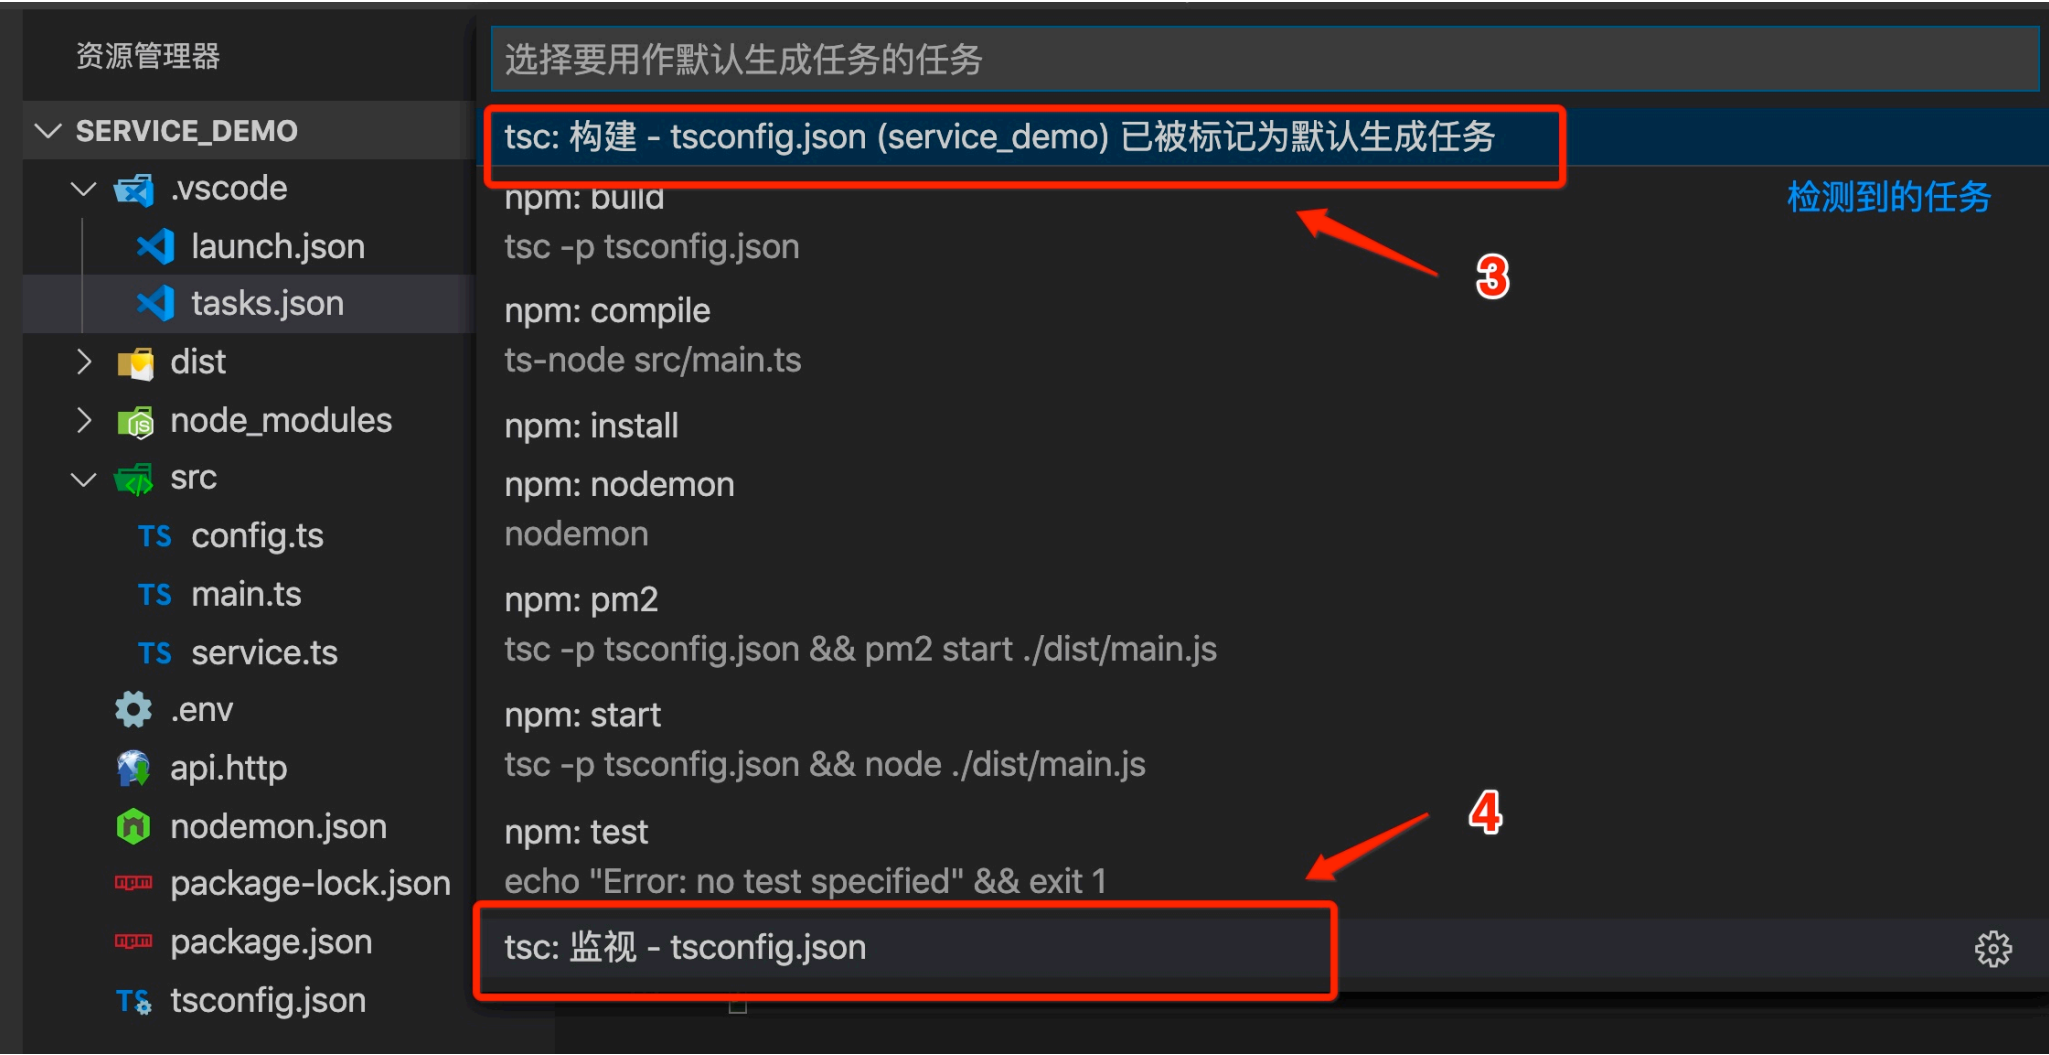 资源管理器
SERVICE_DEMO
.vscode
launch.json
tasks.json
dist
node_modules
src
TS config.ts
TS main.ts
TS service.ts
.env
api.http
nodemon.json
package-lock.json
package.json
tsconfig.json
选择要用作默认生成任务的任务
tsc: 构建 - tsconfig.json (service_demo) 已被标记为默认生成任务
npm: build
检测到的任务
tsc -p tsconfig.json
3
npm: compile
ts-node src/main.ts
npm: install
npm: nodemon
nodemon
npm: pm2
tsc -p tsconfig.json && pm2 start ./dist/main.js
npm: start
tsc -p tsconfig.json && node ./dist/main.js
4
npm: test
echo "Error: no test specified" && exit 1
tsc: 监视 - tsconfig.json